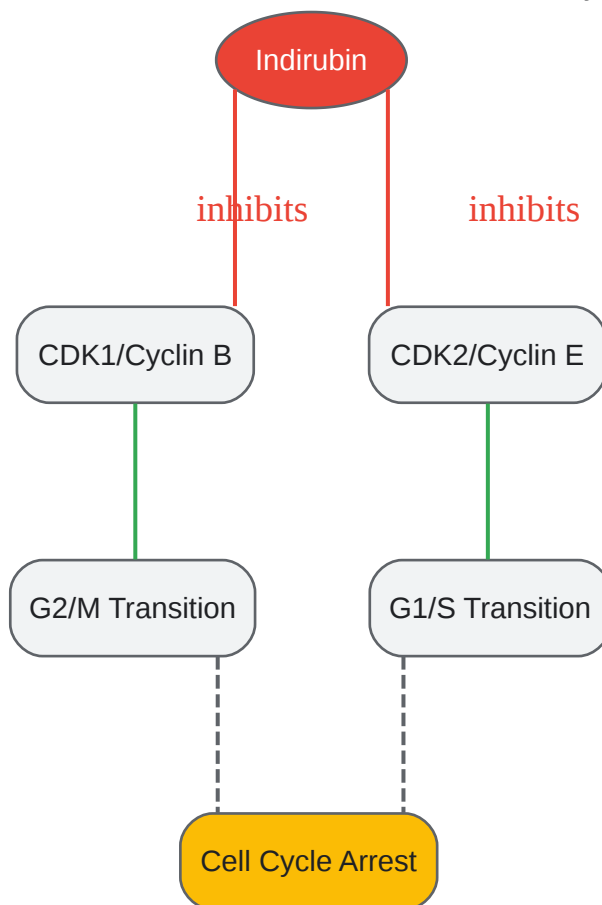 Indirubin
inhibits inhibits
CDK1/Cyclin B CDK2/Cyclin E
G2/M Transition G1/S Transition
Cell Cycle Arrest